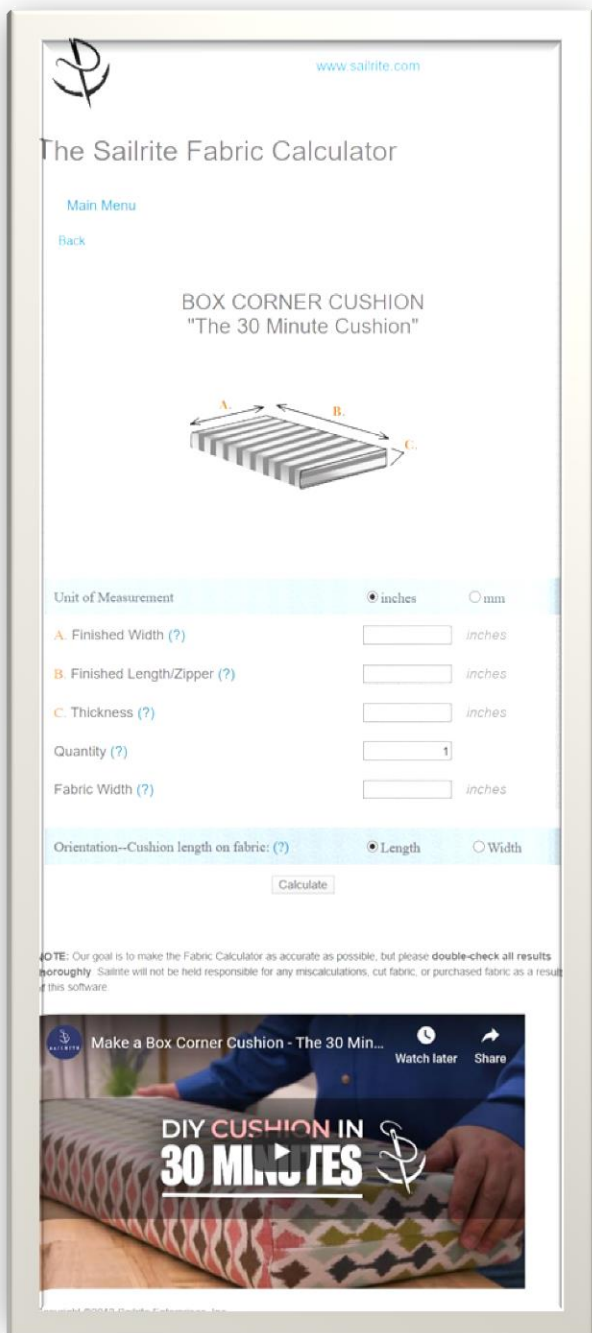 www.sailrite.com
The Sailrite Fabric Calculator
Main Menu
Back
BOX CORNER CUSHION
"The 30 Minute Cushion"
A.
B.
C.
Unit of Measurement inches mm
A. Finished Width (?) inches
B. Finished Length/Zipper (?) inches
C. Thickness (?) inches
Quantity (?) 1
Fabric Width (?) inches
Orientation--Cushion length on fabric: (?) Length Width
Calculate
OTE: Our goal is to make the Fabric Calculator as accurate as possible, but please double-check all results
horoughly. Sailrite will not be held responsible for any miscalculations, cut fabric, or purchased fabric as a result
f this software.
SAILRITE
Make a Box Corner Cushion - The 30 Min...
Watch later Share
DIY CUSHION IN
30 MINUTES